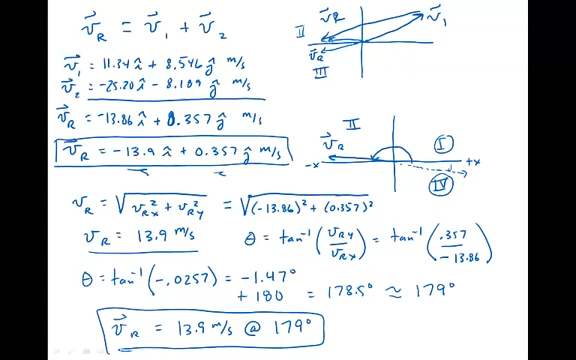 v⃗R = v⃗1 + v⃗2
v⃗1 = 11.34 î + 8.546 ĵ m/s
v⃗2 = -25.20 î - 8.189 ĵ m/s
v⃗R = -13.86 î + 0.357 ĵ m/s
v⃗R = -13.9 î + 0.357 ĵ m/s
II v⃗R v⃗1
v⃗2
III
II
v⃗R I
-x +x
IV
vR = √(vRx² + vRy²) = √((-13.86)² + (0.357)²)
vR = 13.9 m/s θ = tan⁻¹(vRy/vRx) = tan⁻¹(.357/-13.86)
θ = tan⁻¹(-.0257) = -1.47°
+ 180 = 178.5° ≈ 179°
v⃗R = 13.9 m/s @ 179°